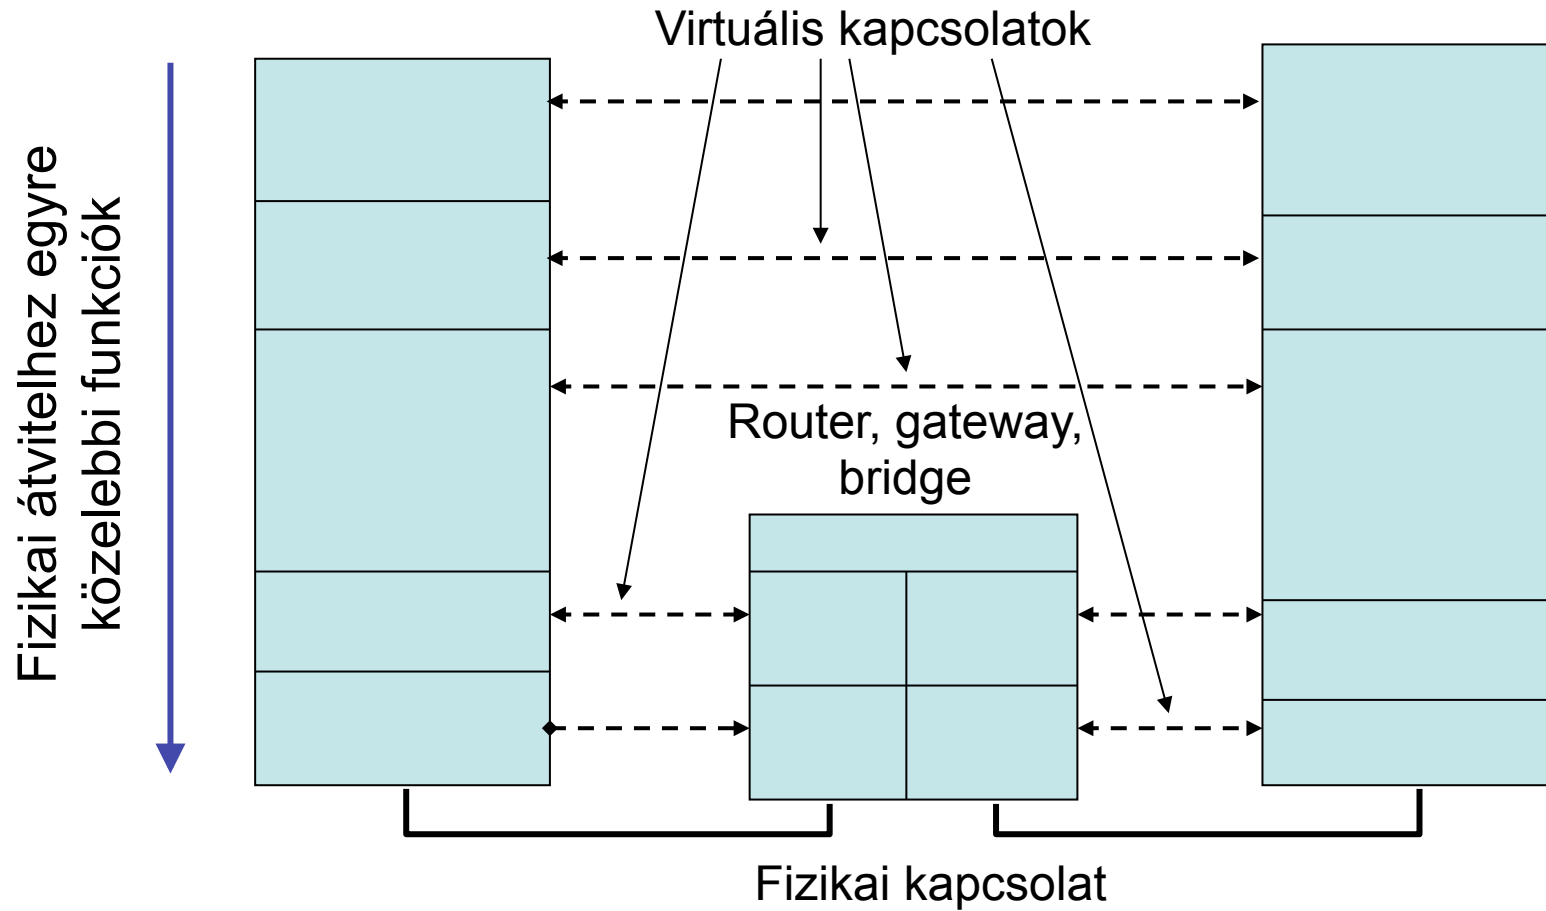 Virtuális kapcsolatok
Fizikai átvitelhez egyre
közelebbi funkciók
Router, gateway,
bridge
Fizikai kapcsolat